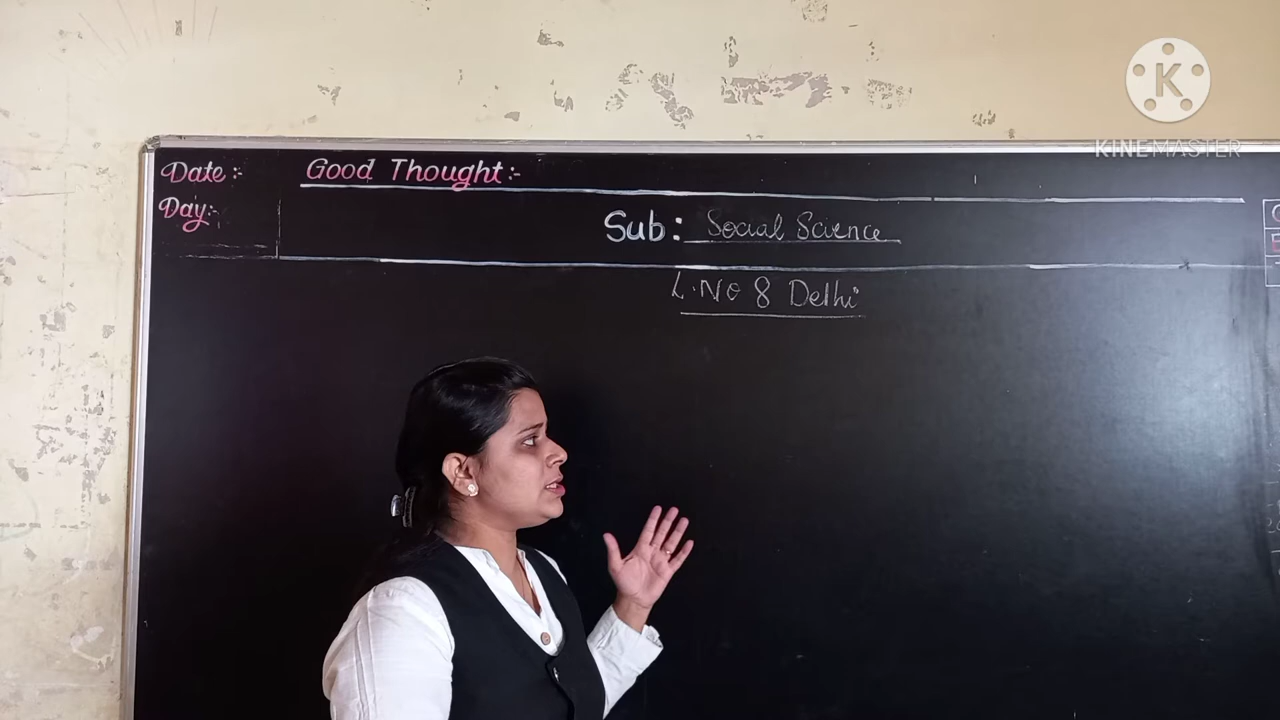 K
KINEMASTER
Date:-
Good Thought:-
Day:-
Sub: Social Science
L.No 8 Delhi